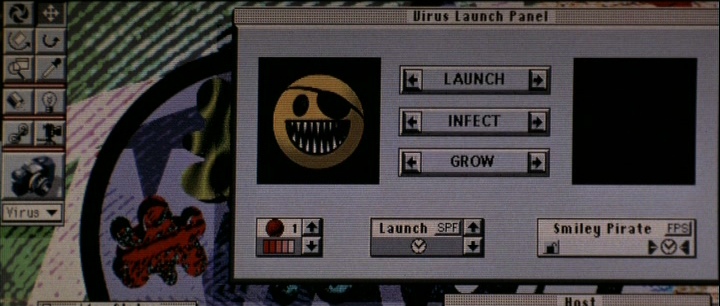 Virus Launch Panel
LAUNCH
INFECT
GROW
Virus
1
Launch SPF
Smiley Pirate FPS
Host